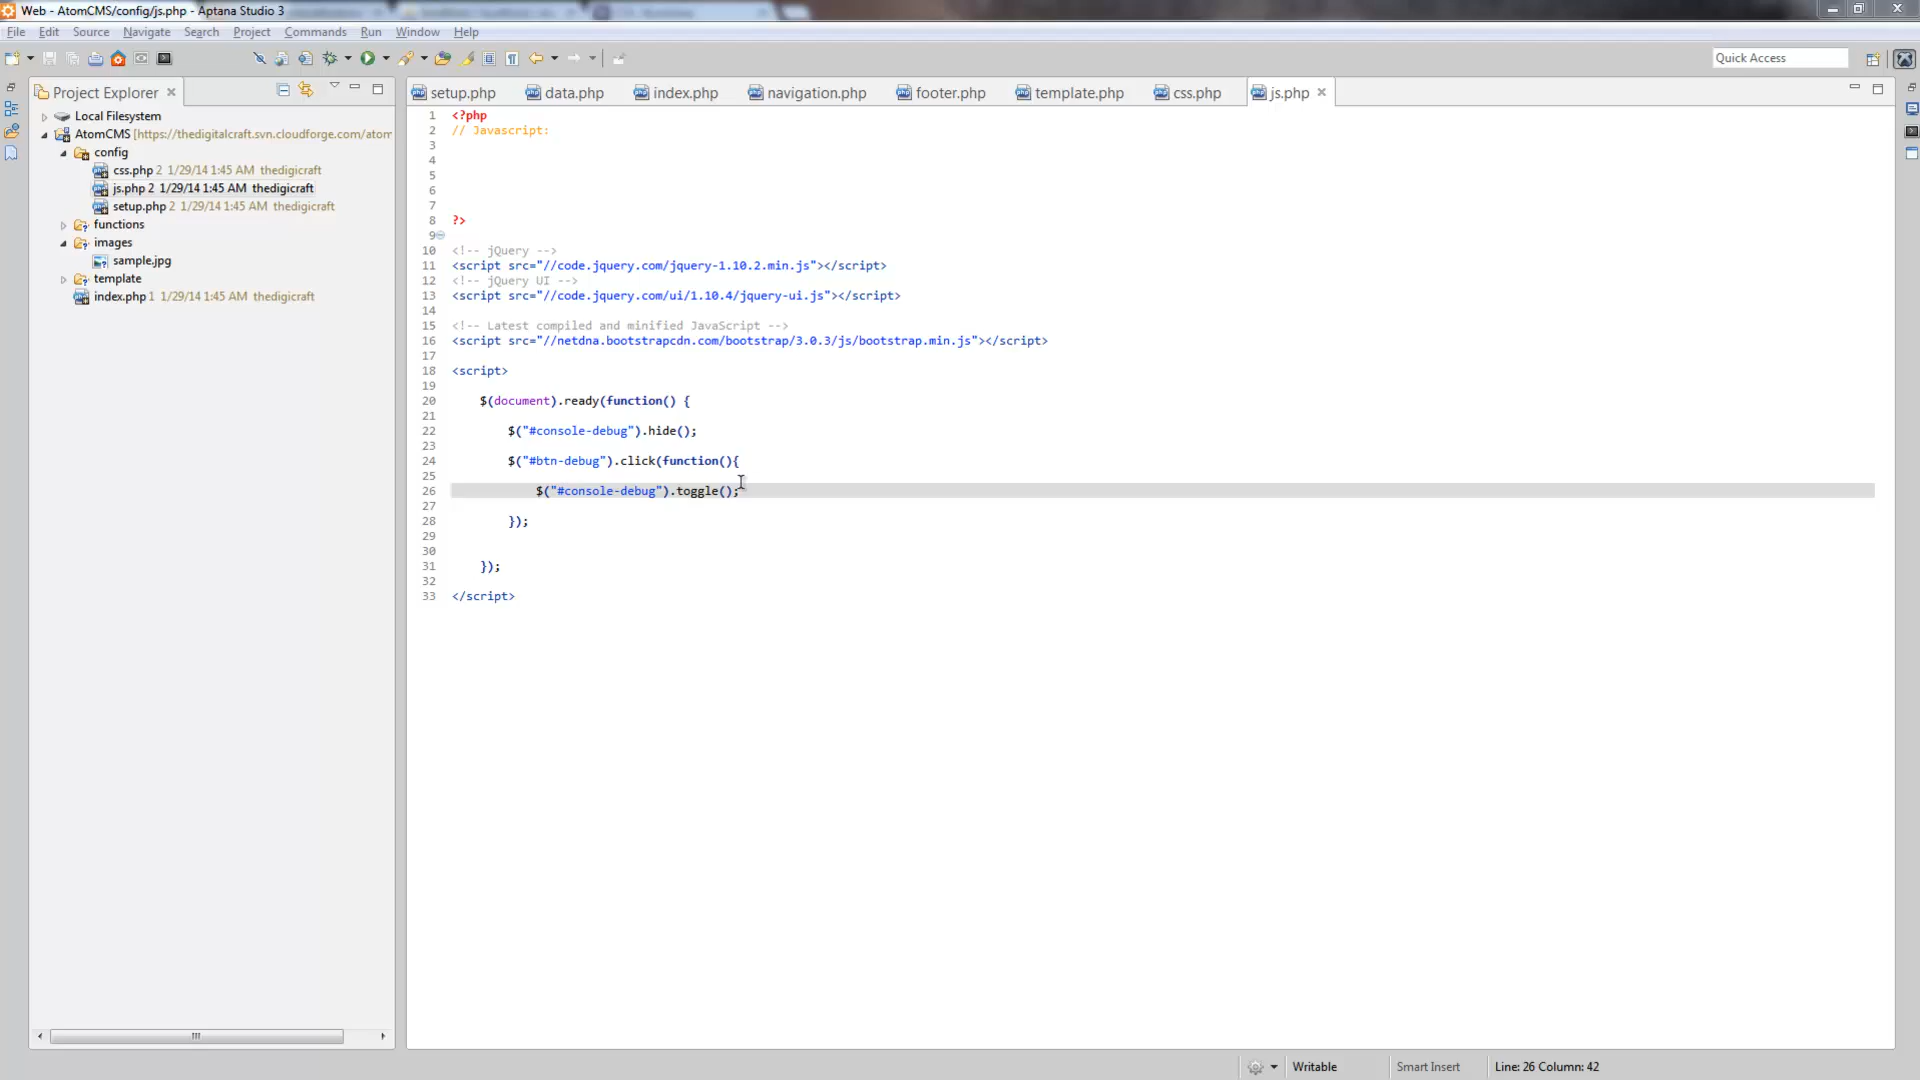 Web - AtomCMS/config/js.php - Aptana Studio 3
File Edit Source Navigate Search Project Commands Run Window Help
Quick Access
Project Explorer
setup.php data.php index.php navigation.php footer.php template.php css.php js.php
Local Filesystem
AtomCMS [https://thedigitalcraft.svn.cloudforge.com/atom
config
css.php 2 1/29/14 1:45 AM thedigicraft
js.php 2 1/29/14 1:45 AM thedigicraft
setup.php 2 1/29/14 1:45 AM thedigicraft
functions
images
sample.jpg
template
index.php 1 1/29/14 1:45 AM thedigicraft
1 <?php
2 // Javascript:
3
4
5
6
7
8 ?>
9
10 <!-- jQuery -->
11 <script src="//code.jquery.com/jquery-1.10.2.min.js"></script>
12 <!-- jQuery UI -->
13 <script src="//code.jquery.com/ui/1.10.4/jquery-ui.js"></script>
14
15 <!-- Latest compiled and minified JavaScript -->
16 <script src="//netdna.bootstrapcdn.com/bootstrap/3.0.3/js/bootstrap.min.js"></script>
17
18 <script>
19
20 $(document).ready(function() {
21
22 $("#console-debug").hide();
23
24 $("#btn-debug").click(function(){
25
26 $("#console-debug").toggle();
27
28 });
29
30
31 });
32
33 </script>
Writable Smart Insert Line: 26 Column: 42